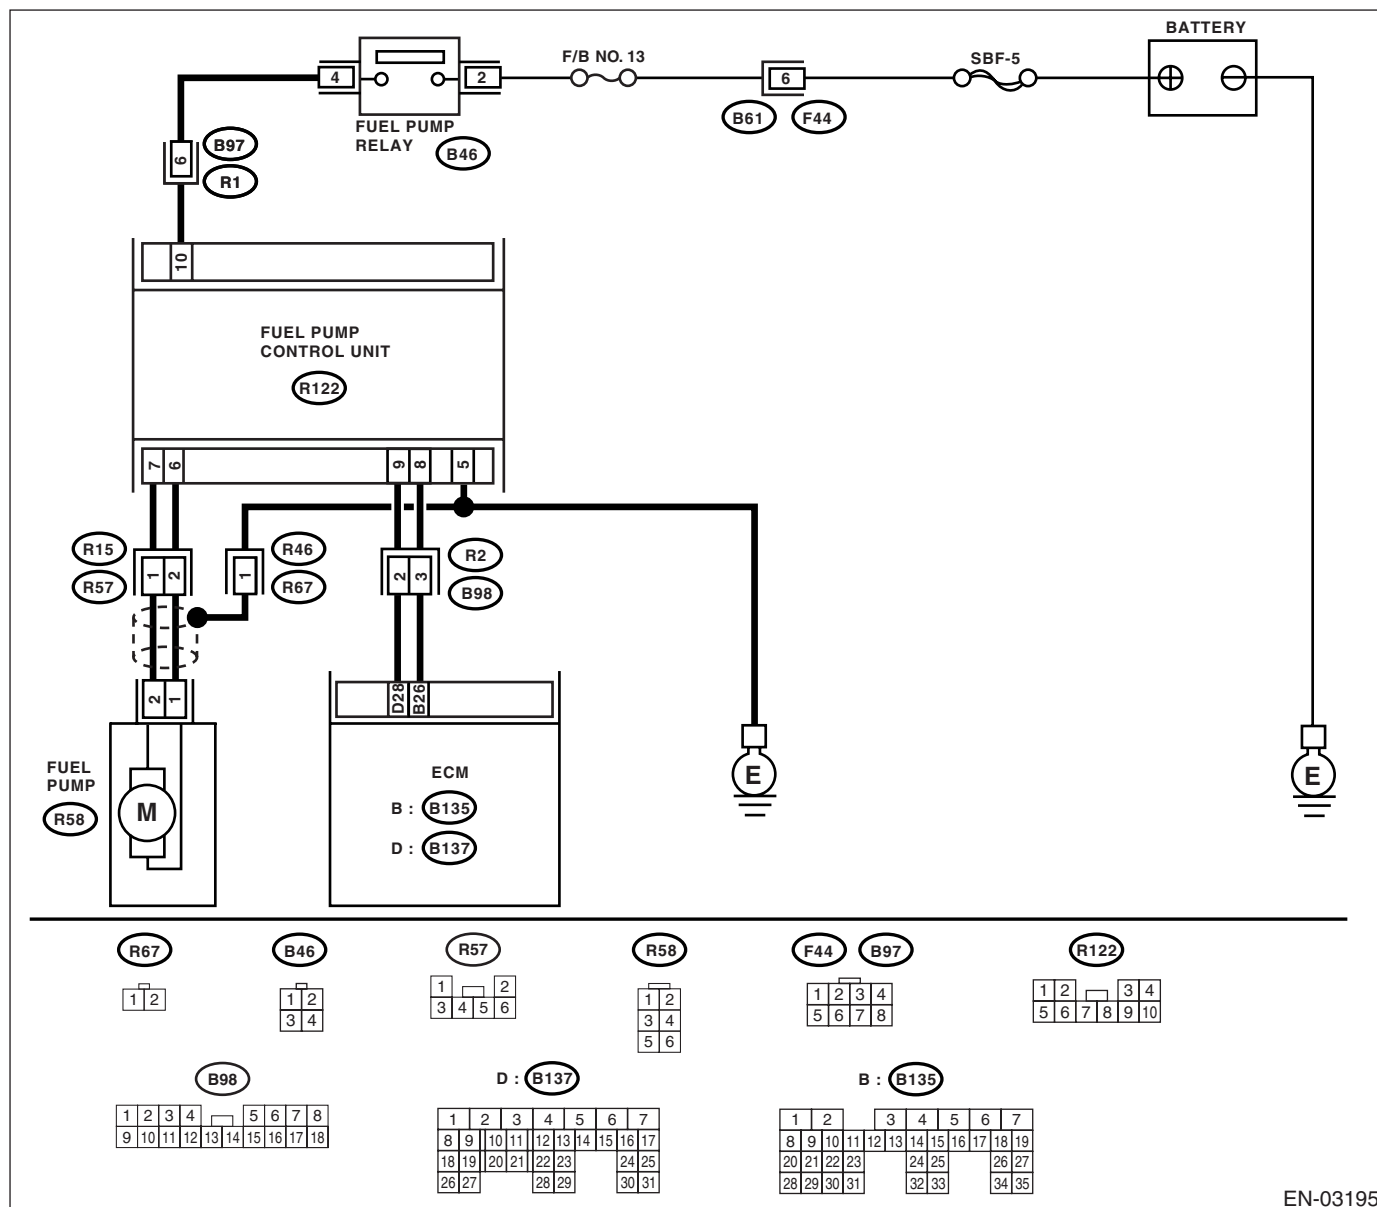 BATTERY
F/B NO. 13
SBF-5
4
2
6
B61
F44
FUEL PUMP
RELAY
B46
6
B97
R1
10
FUEL PUMP
CONTROL UNIT
R122
7
6
9
8
5
R15
R57
1
2
1
R46
R67
2
3
R2
B98
2
1
D28
B26
FUEL
PUMP
R58
M
ECM
B : B135
D : B137
E
E
R67
B46
R57
R58
F44
B97
R122
1 2
1 2
3 4
1 2
3 4 5 6
1 2
3 4
5 6
1 2 3 4
5 6 7 8
1 2 3 4
5 6 7 8 9 10
B98
D : B137
B : B135
1 2 3 4 5 6 7 8
9 10 11 12 13 14 15 16 17 18
1 2 3 4 5 6 7
8 9 10 11 12 13 14 15 16 17
18 19 20 21 22 23 24 25
26 27 28 29 30 31
1 2 3 4 5 6 7
8 9 10 11 12 13 14 15 16 17 18 19
20 21 22 23 24 25 26 27
28 29 30 31 32 33 34 35
EN-03195